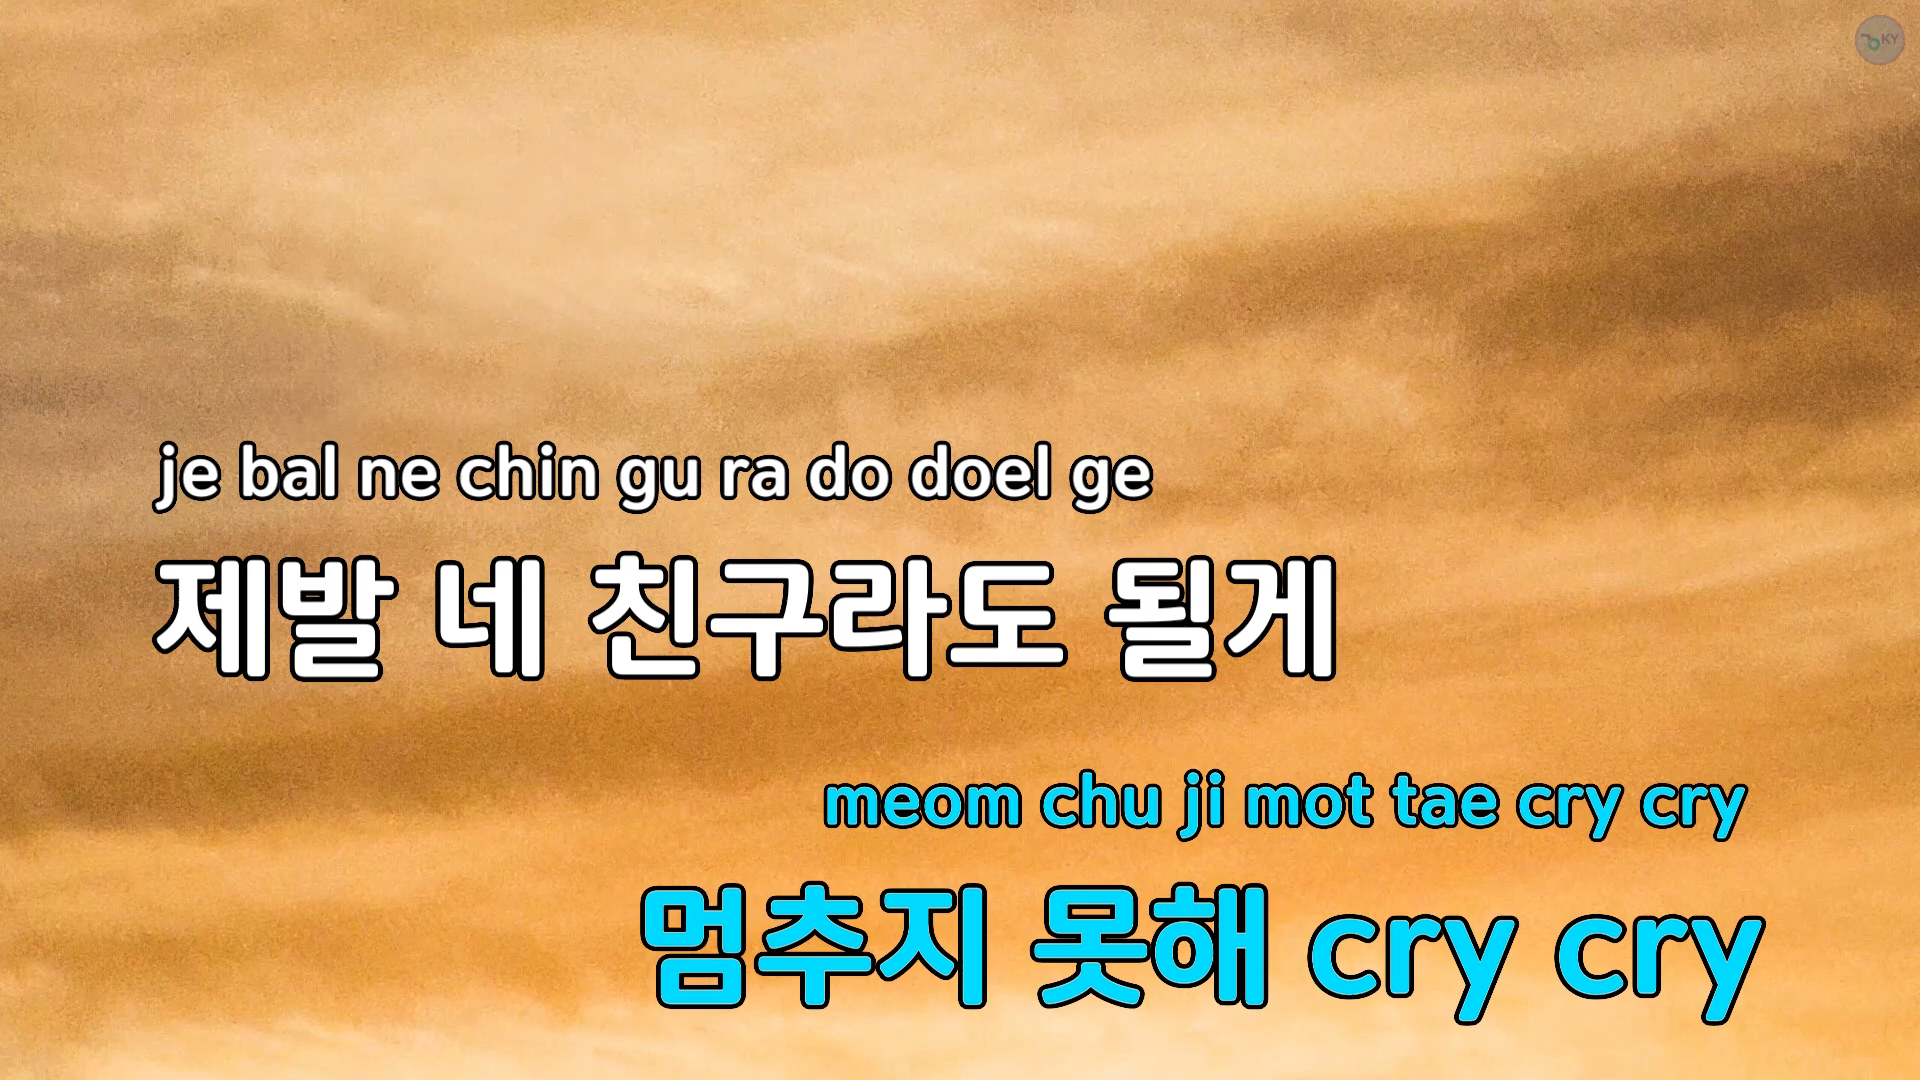 KY
je bal ne chin gu ra do doel ge
제발 네 친구라도 될게
meom chu ji mot tae cry cry
멈추지 못해 cry cry